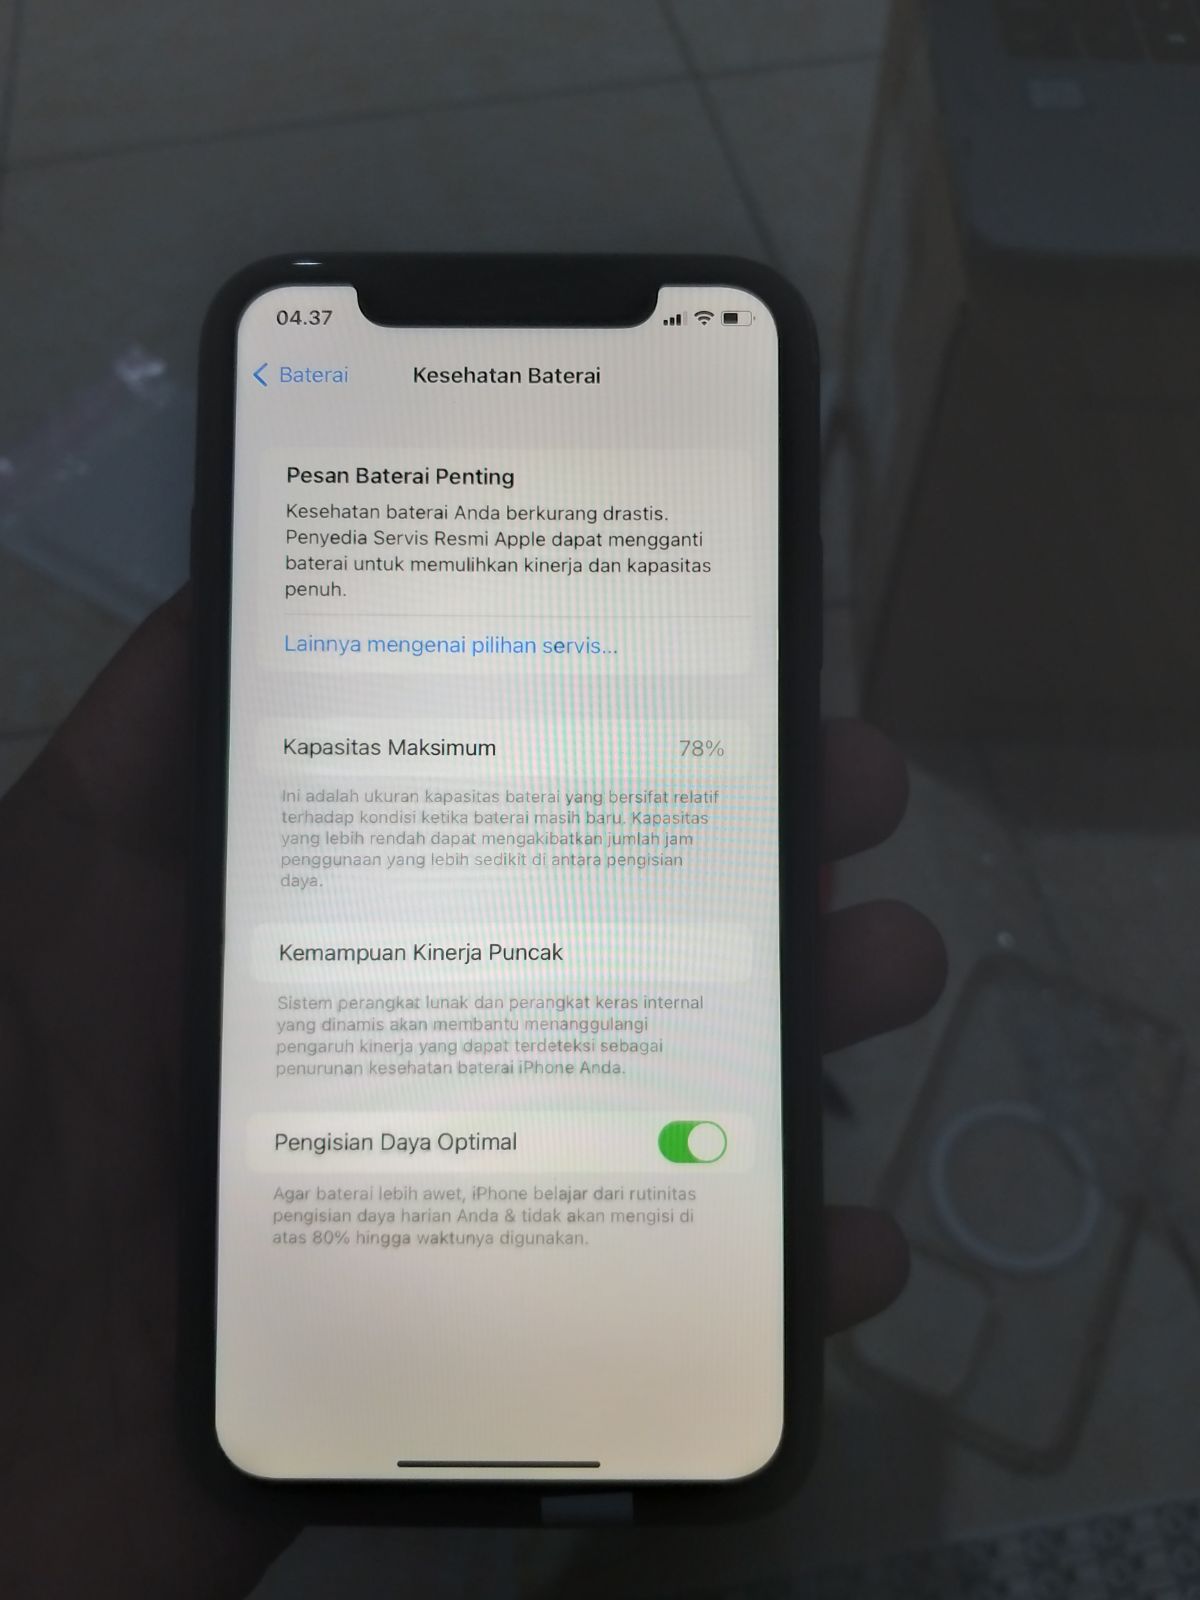 04.37
Baterai
Kesehatan Baterai
Pesan Baterai Penting
Kesehatan baterai Anda berkurang drastis.
Penyedia Servis Resmi Apple dapat mengganti
baterai untuk memulihkan kinerja dan kapasitas
penuh.
Lainnya mengenai pilihan servis...
Kapasitas Maksimum 78%
Ini adalah ukuran kapasitas baterai yang bersifat relatif
terhadap kondisi ketika baterai masih baru. Kapasitas
yang lebih rendah dapat mengakibatkan jumlah jam
penggunaan yang lebih sedikit di antara pengisian
daya.
Kemampuan Kinerja Puncak
Sistem perangkat lunak dan perangkat keras internal
yang dinamis akan membantu menanggulangi
pengaruh kinerja yang dapat terdeteksi sebagai
penurunan kesehatan baterai iPhone Anda.
Pengisian Daya Optimal
Agar baterai lebih awet, iPhone belajar dari rutinitas
pengisian daya harian Anda & tidak akan mengisi di
atas 80% hingga waktunya digunakan.